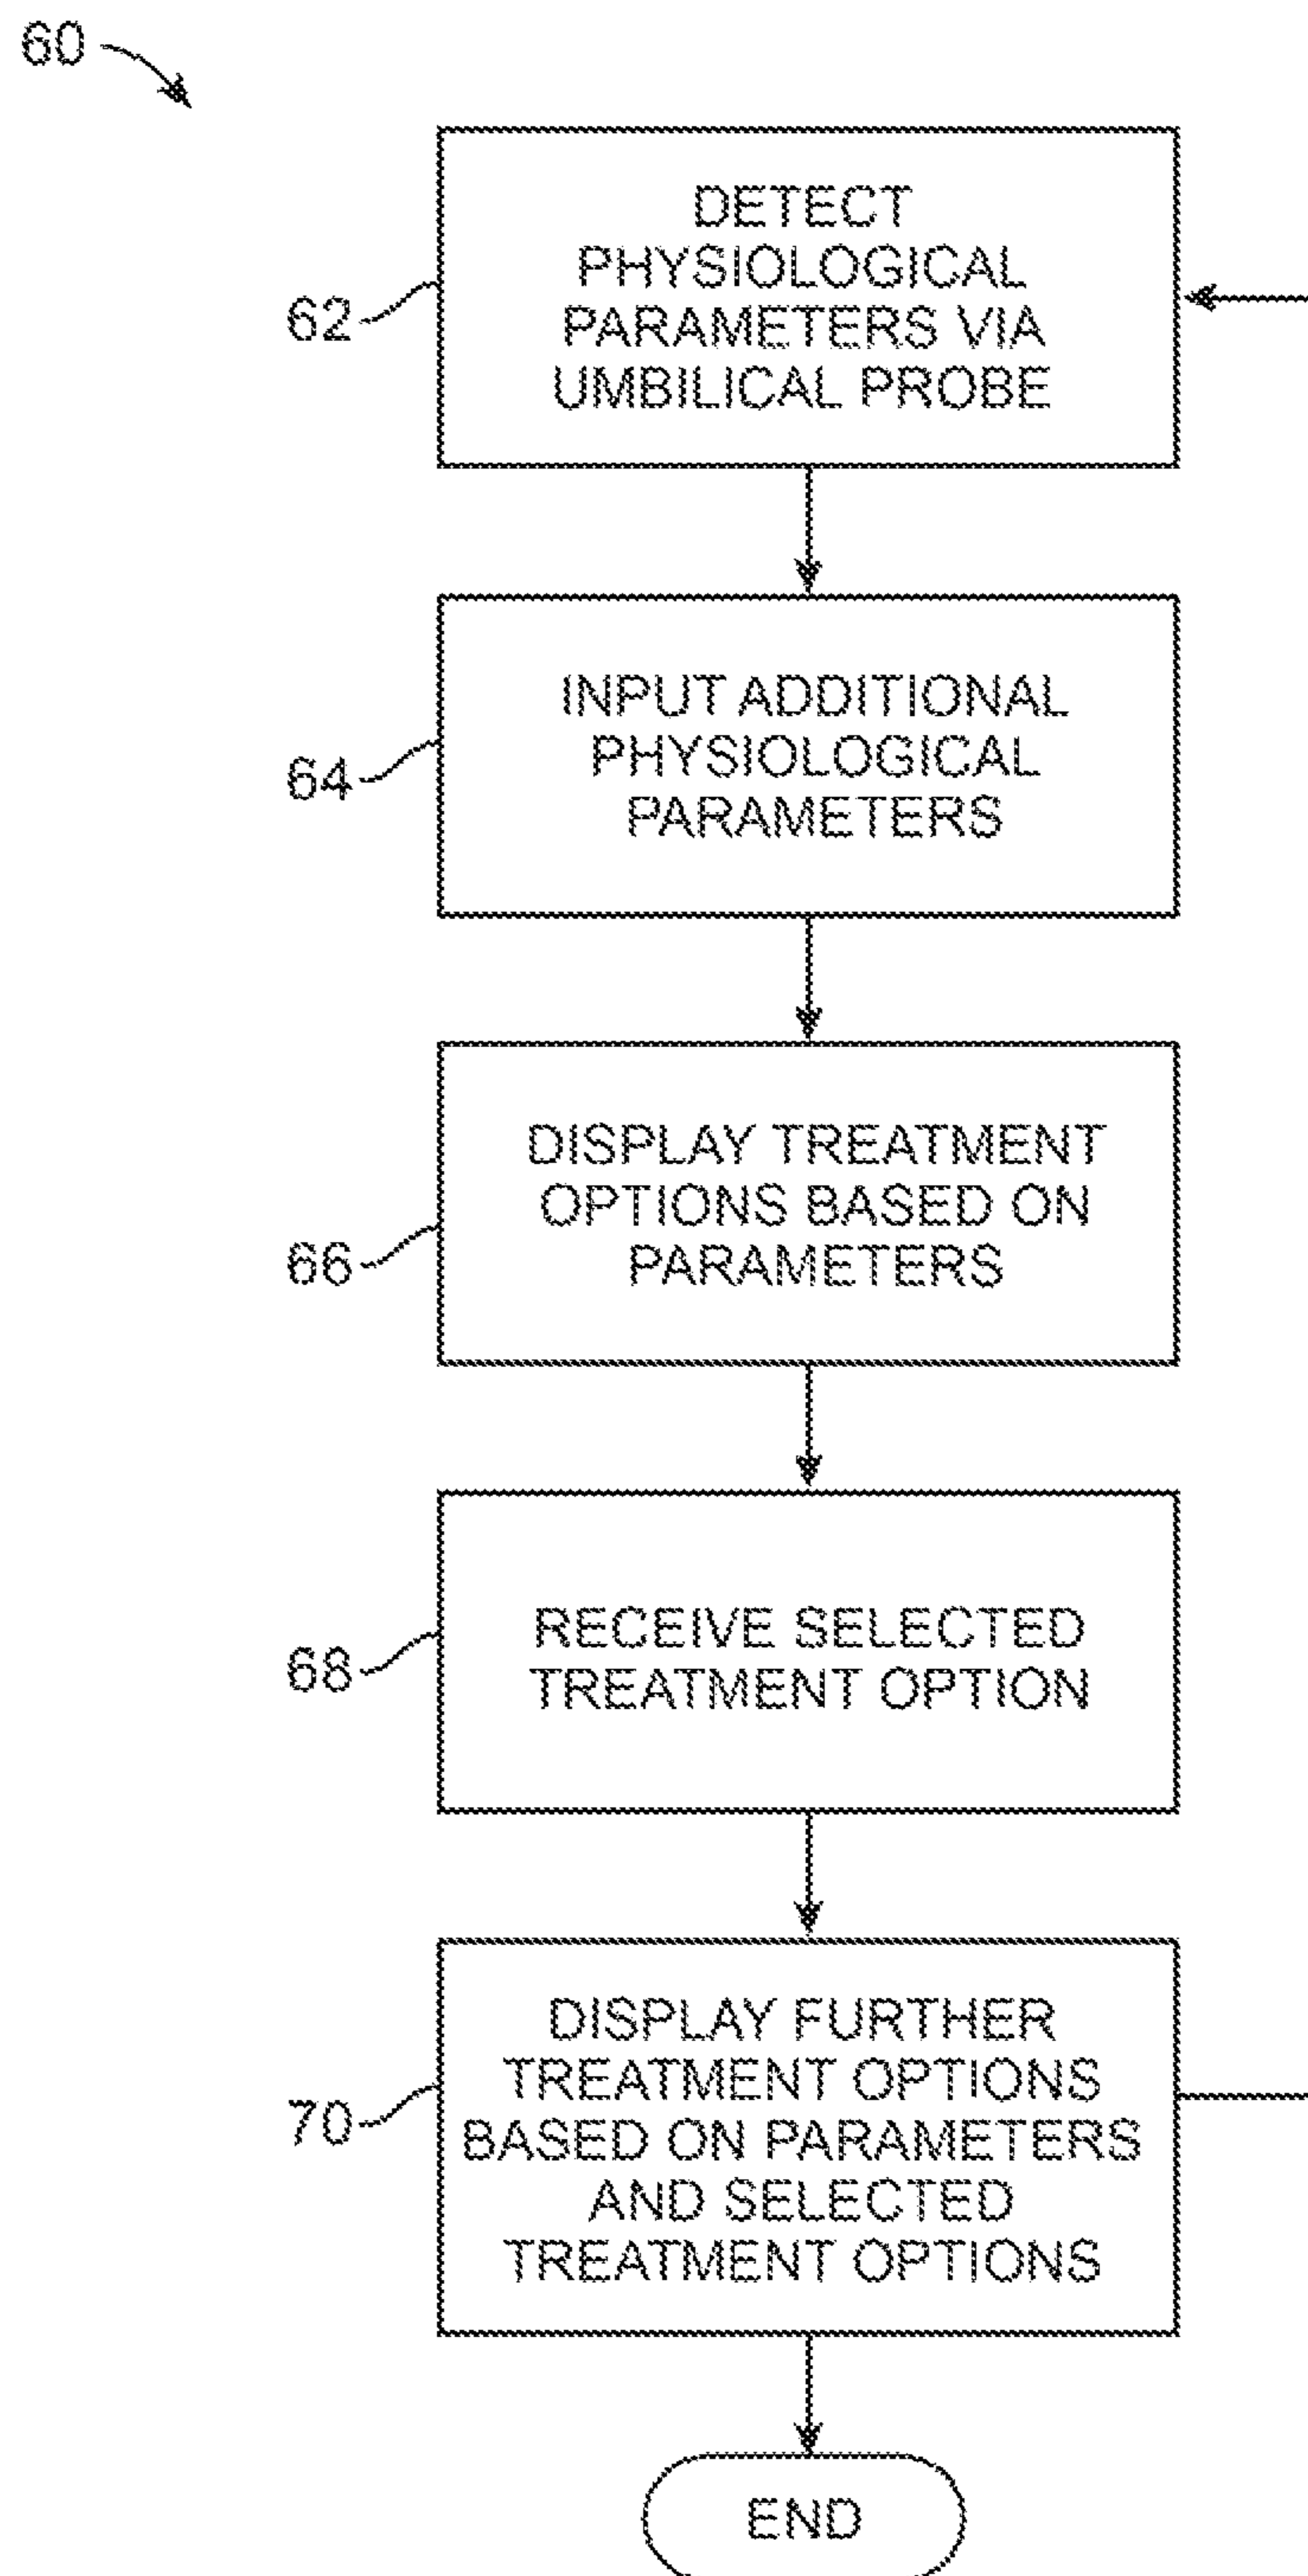 60
DETECT
PHYSIOLOGICAL
PARAMETERS VIA
UMBILICAL PROBE
62
INPUT ADDITIONAL
PHYSIOLOGICAL
PARAMETERS
64
DISPLAY TREATMENT
OPTIONS BASED ON
PARAMETERS
66
RECEIVE SELECTED
TREATMENT OPTION
68
DISPLAY FURTHER
TREATMENT OPTIONS
BASED ON PARAMETERS
AND SELECTED
TREATMENT OPTIONS
70
END